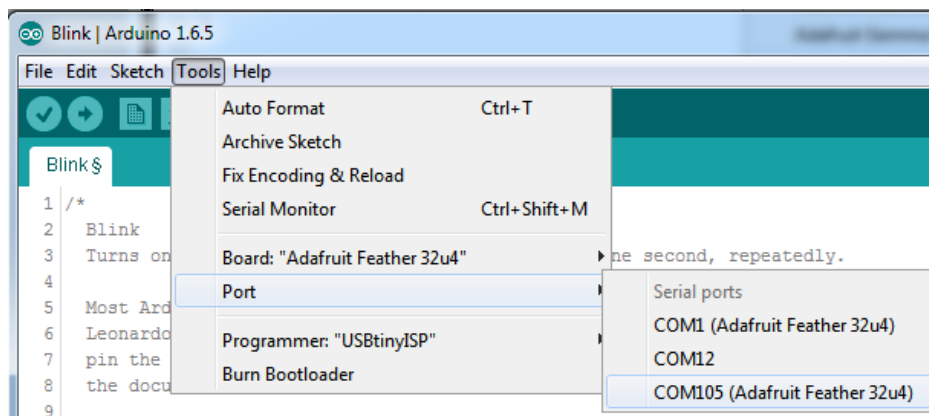 Blink | Arduino 1.6.5
File Edit Sketch Tools Help
Auto Format Ctrl+T
Archive Sketch
Fix Encoding & Reload
Serial Monitor Ctrl+Shift+M
Board: "Adafruit Feather 32u4"
Port
Programmer: "USBtinyISP"
Burn Bootloader
Serial ports
COM1 (Adafruit Feather 32u4)
COM12
COM105 (Adafruit Feather 32u4)
Blink §
1 /*
2 Blink
3 Turns on ne second, repeatedly.
4
5 Most Ard
6 Leonardo
7 pin the
8 the docu
9